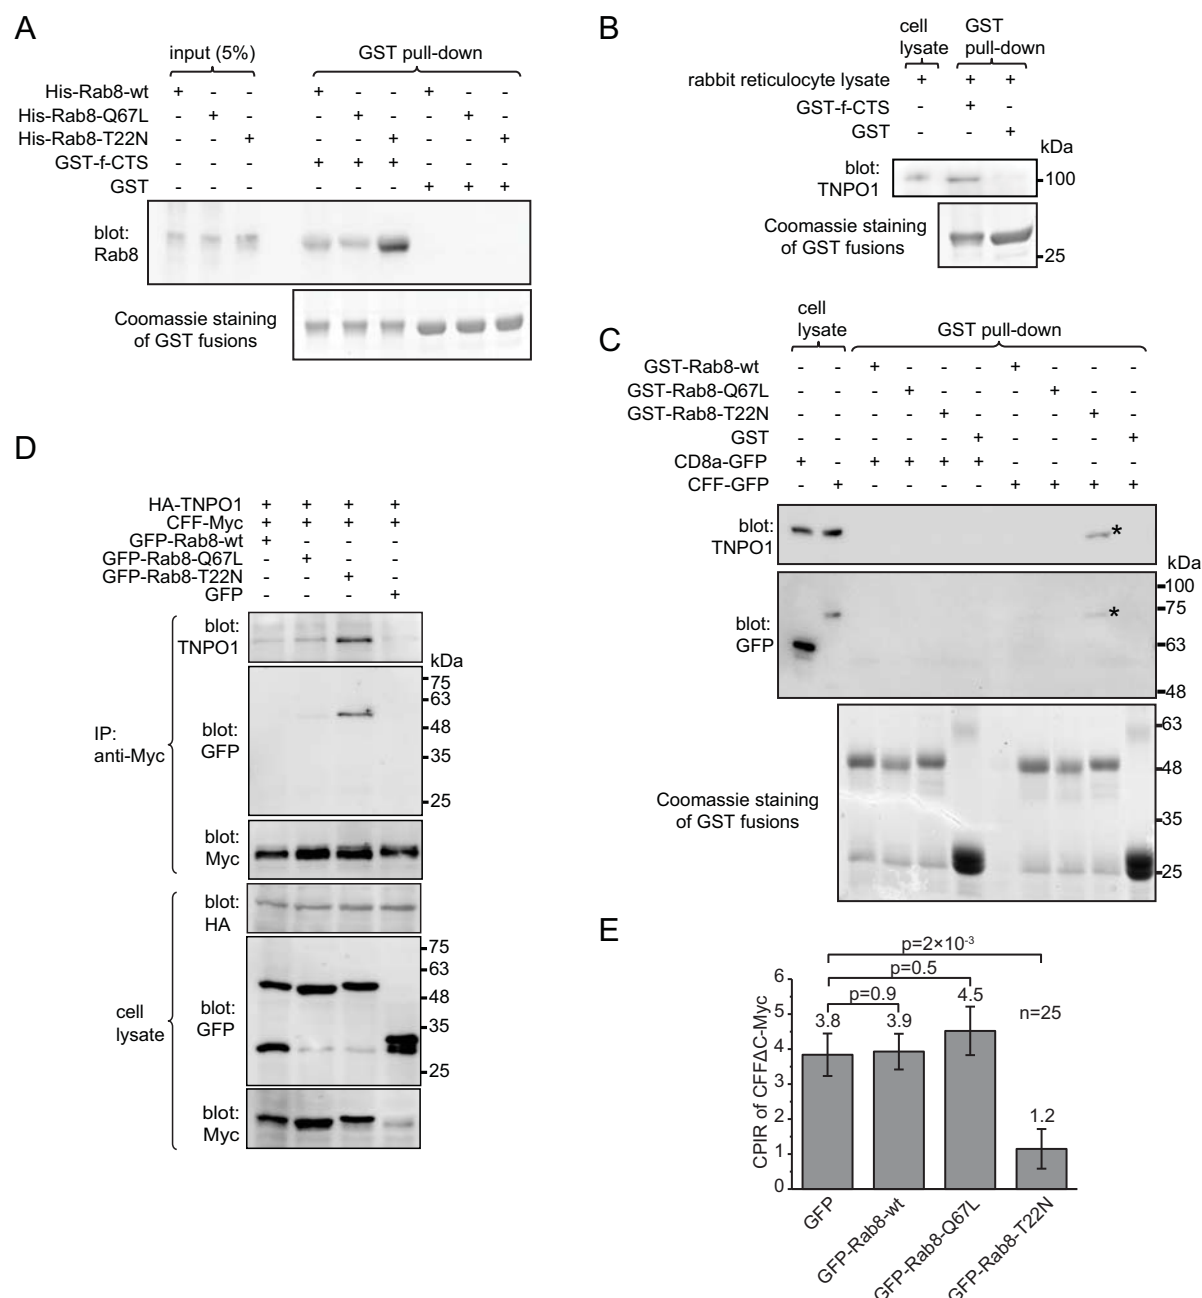 A
input (5%) GST pull-down
His-Rab8-wt + - - + - - + - -
His-Rab8-Q67L - + - - + - - + -
His-Rab8-T22N - - + - - + - - +
GST-f-CTS - - - + + + - - -
GST - - - - - - + + +
blot:
Rab8
Coomassie staining
of GST fusions
B
cell
lysate
GST
pull-down
rabbit reticulocyte lysate + + +
GST-f-CTS - + -
GST - - +
kDa
blot:
TNPO1
100
Coomassie staining
of GST fusions
25
C
cell
lysate
GST pull-down
GST-Rab8-wt - - + - - - + - - -
GST-Rab8-Q67L - - - + - - - + - -
GST-Rab8-T22N - - - - + - - - + -
GST - - - - - + - - - +
CD8a-GFP + - + + + + - - - -
CFF-GFP - + - - - - + + + +
blot:
TNPO1
*
kDa
100
75
blot:
GFP
*
63
48
63
48
Coomassie staining
of GST fusions
35
25
D
HA-TNPO1 + + + +
CFF-Myc + + + +
GFP-Rab8-wt + - - -
GFP-Rab8-Q67L - + - -
GFP-Rab8-T22N - - + -
GFP - - - +
IP:
anti-Myc
blot:
TNPO1
kDa
75
63
48
blot:
GFP
35
25
blot:
Myc
cell
lysate
blot:
HA
75
63
48
blot:
GFP
35
25
blot:
Myc
E
p=2×10-3
p=0.5
p=0.9
n=25
CPIR of CFFΔC-Myc
6
5
4
3
2
1
0
3.8
3.9
4.5
1.2
GFP
GFP-Rab8-wt
GFP-Rab8-Q67L
GFP-Rab8-T22N